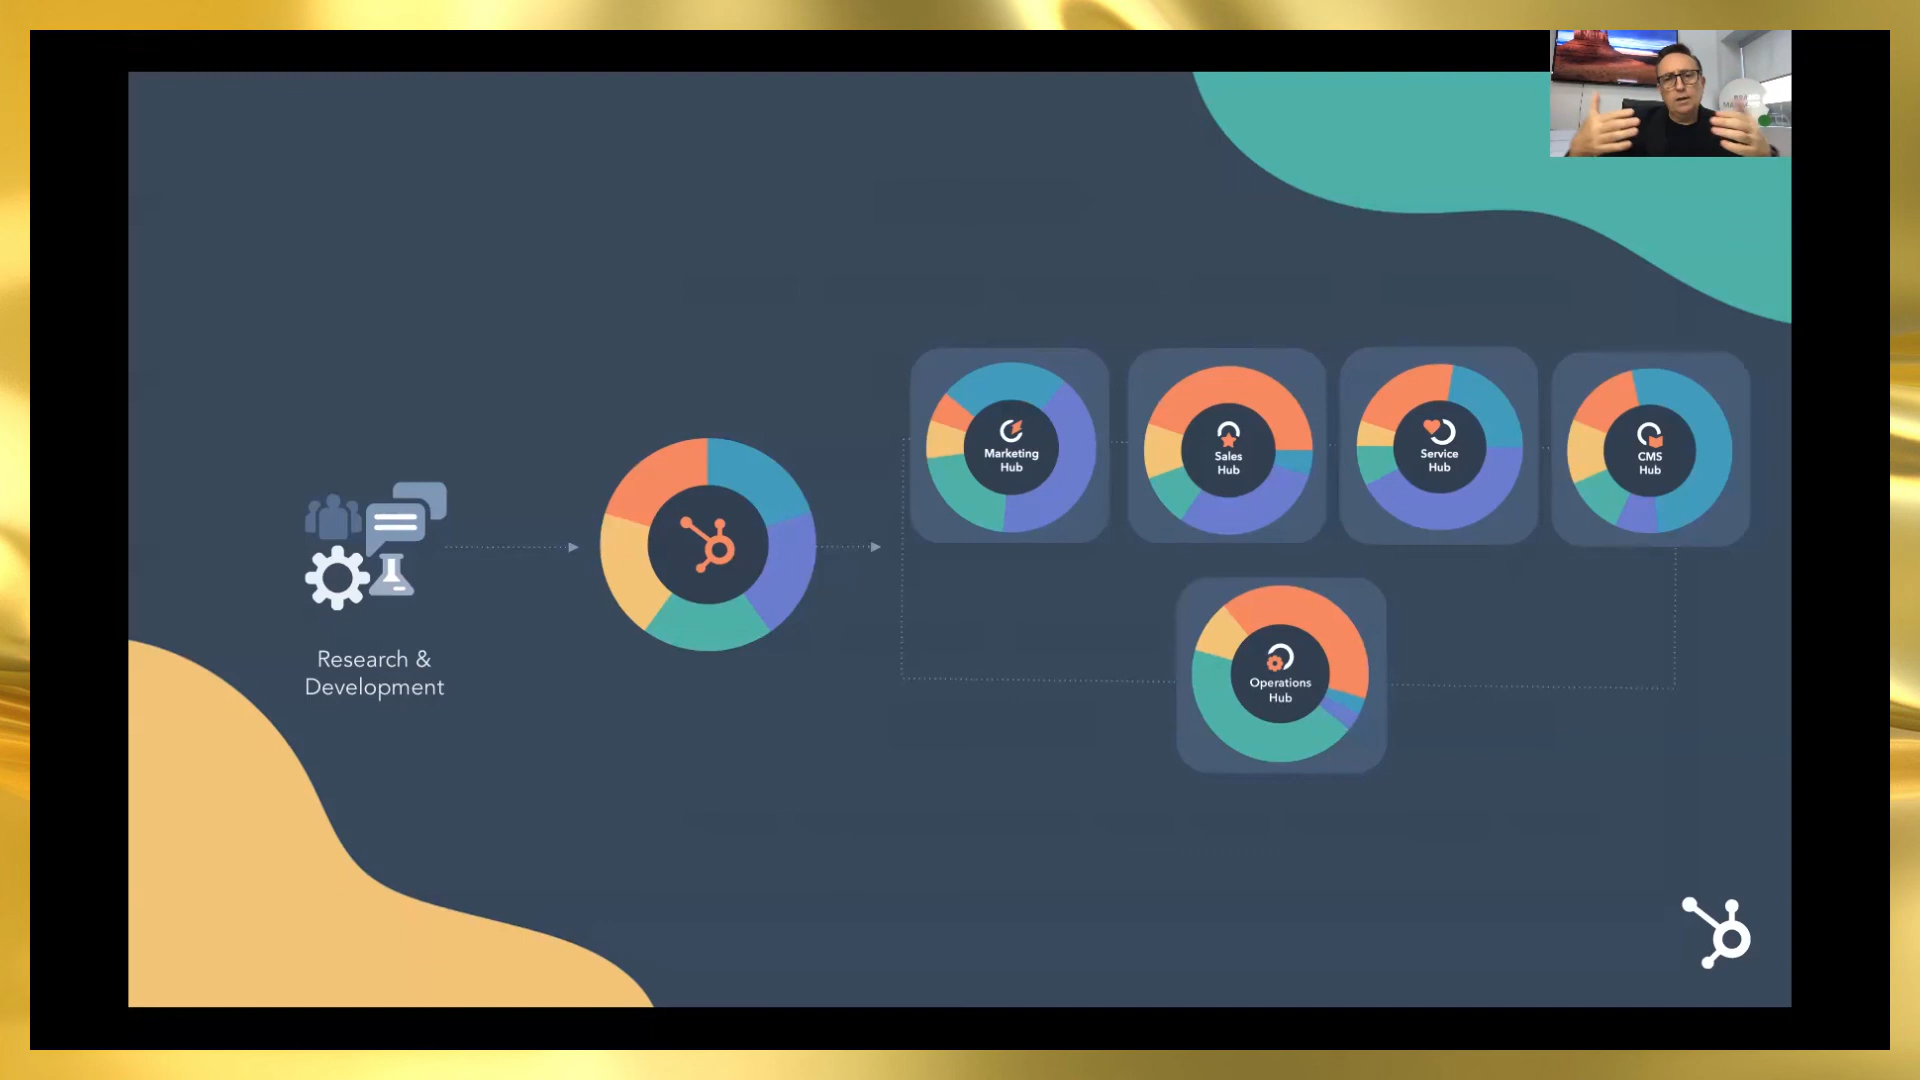 Marketing
Hub
Sales
Hub
Service
Hub
CMS
Hub
Research &
Development
Operations
Hub